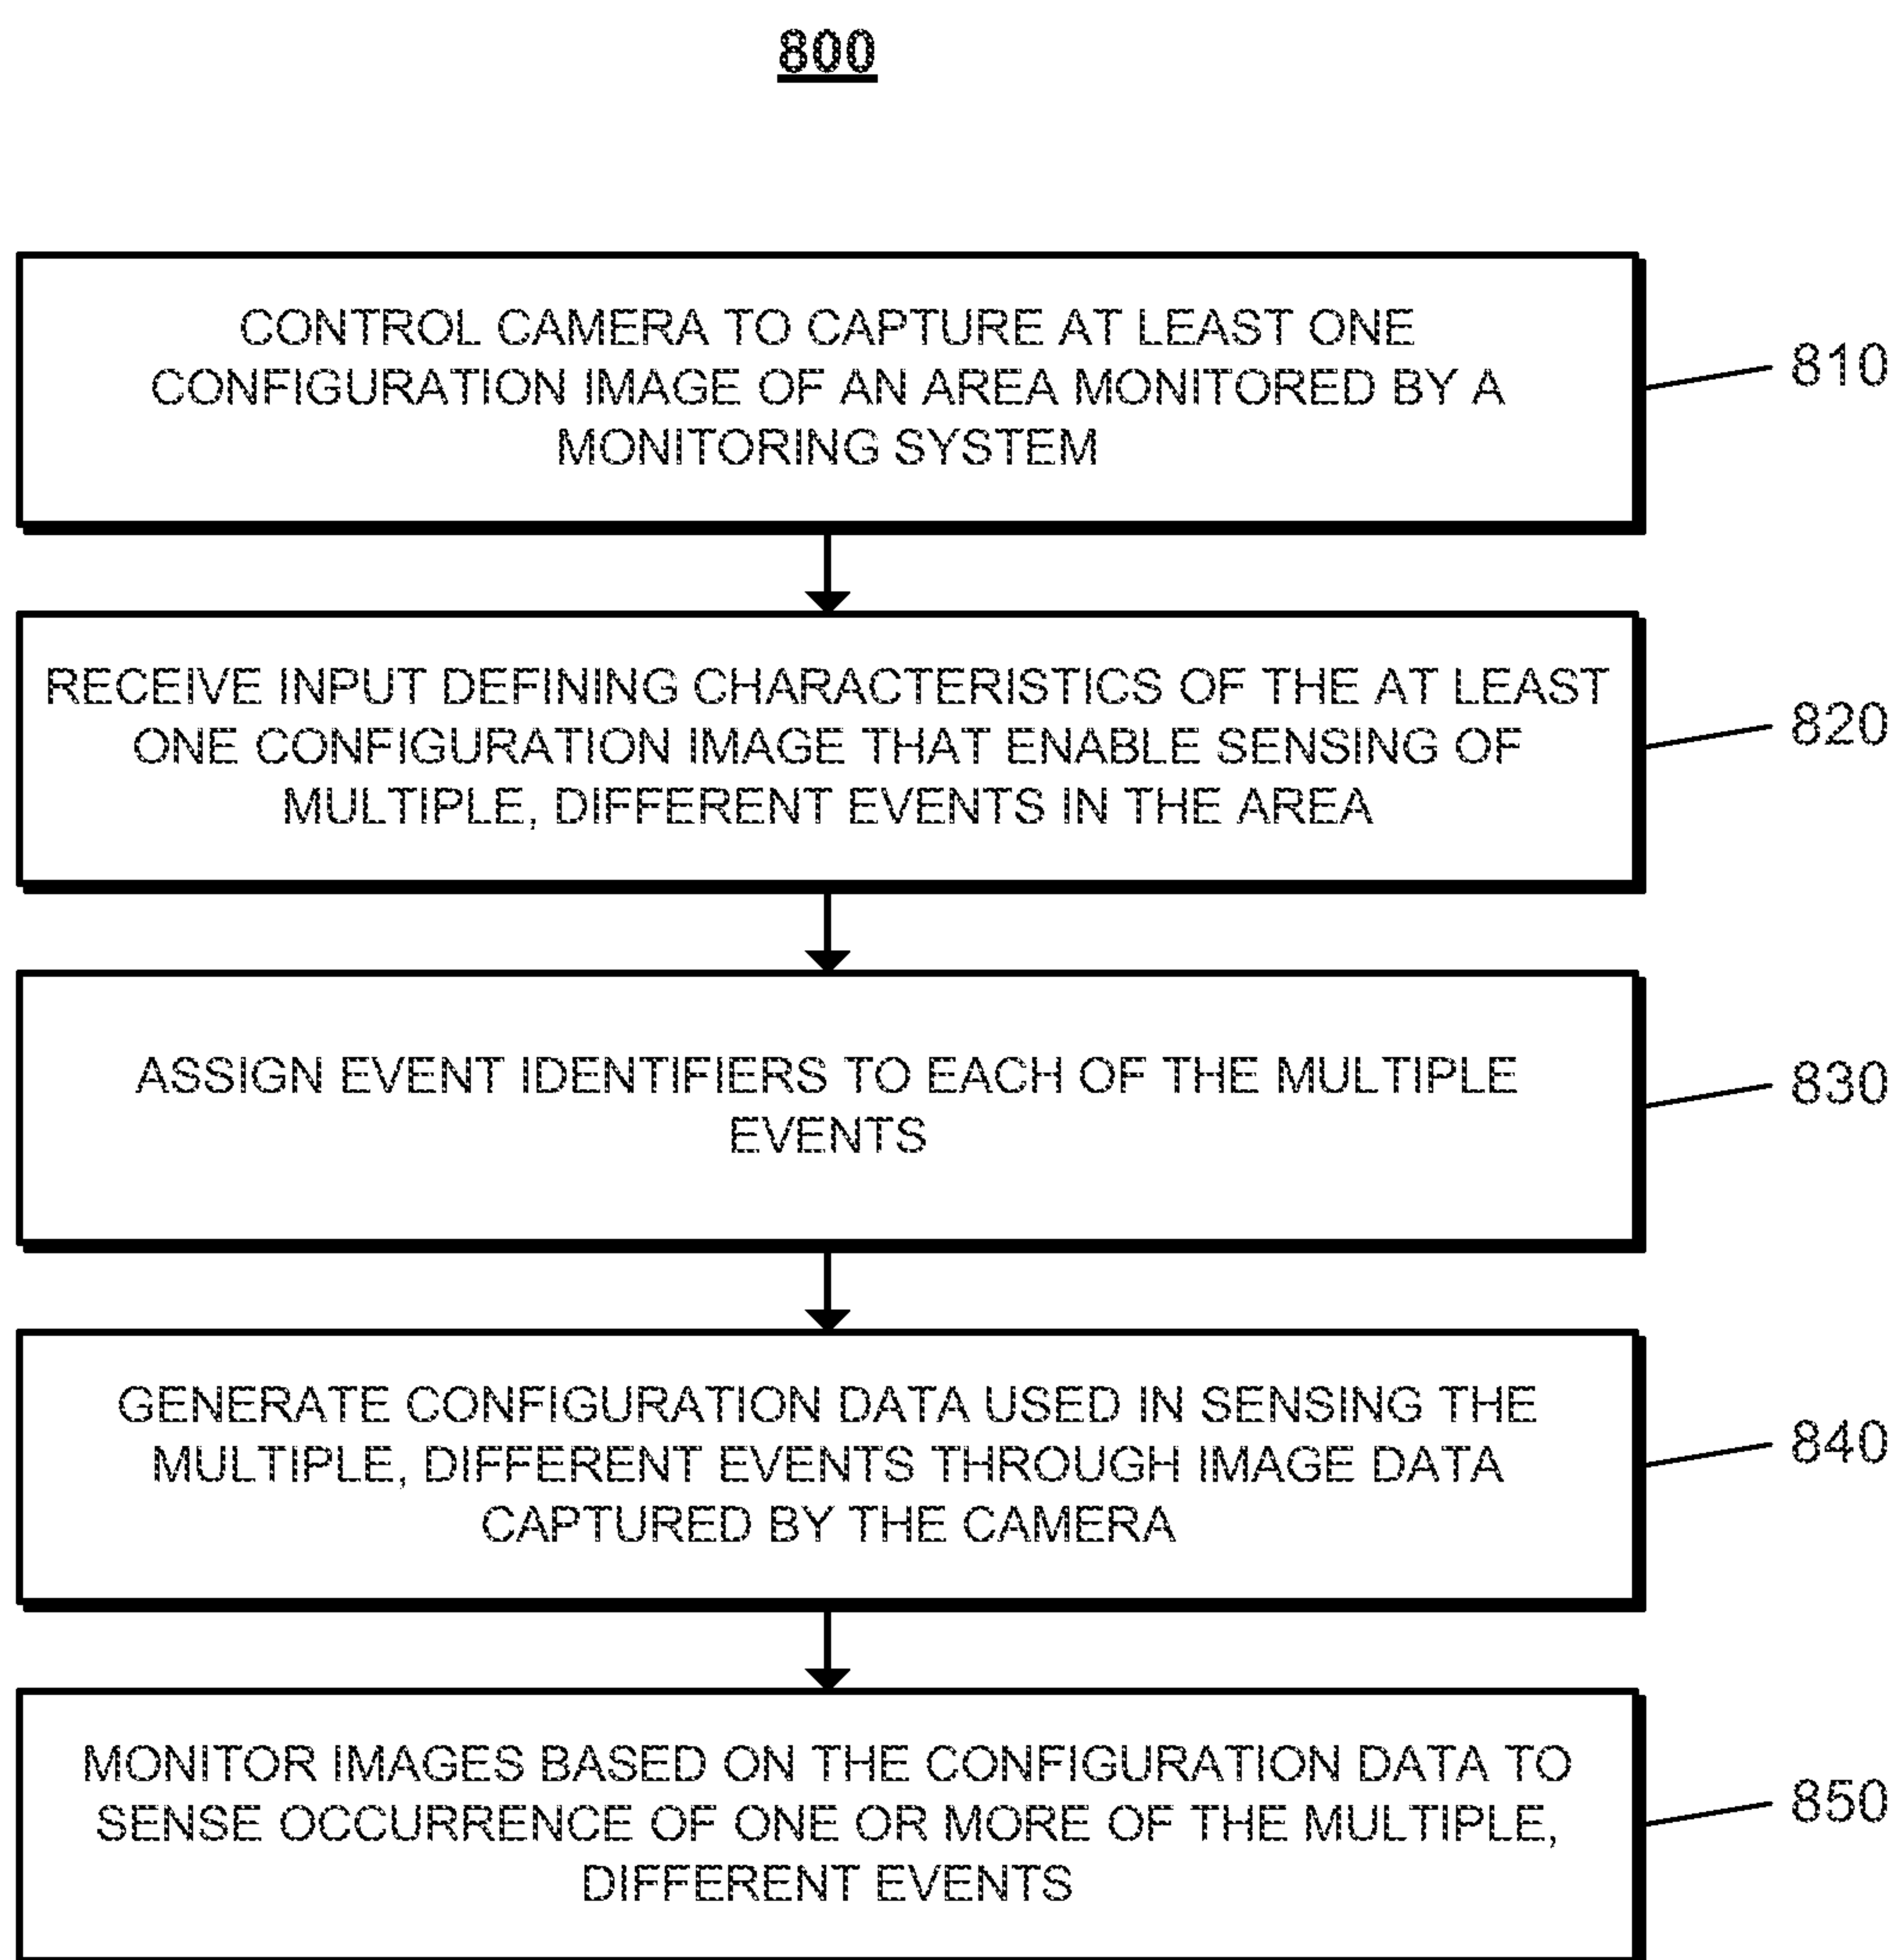 800
CONTROL CAMERA TO CAPTURE AT LEAST ONE
CONFIGURATION IMAGE OF AN AREA MONITORED BY A
MONITORING SYSTEM
810
RECEIVE INPUT DEFINING CHARACTERISTICS OF THE AT LEAST
ONE CONFIGURATION IMAGE THAT ENABLE SENSING OF
MULTIPLE, DIFFERENT EVENTS IN THE AREA
820
ASSIGN EVENT IDENTIFIERS TO EACH OF THE MULTIPLE
EVENTS
830
GENERATE CONFIGURATION DATA USED IN SENSING THE
MULTIPLE, DIFFERENT EVENTS THROUGH IMAGE DATA
CAPTURED BY THE CAMERA
840
MONITOR IMAGES BASED ON THE CONFIGURATION DATA TO
SENSE OCCURRENCE OF ONE OR MORE OF THE MULTIPLE,
DIFFERENT EVENTS
850